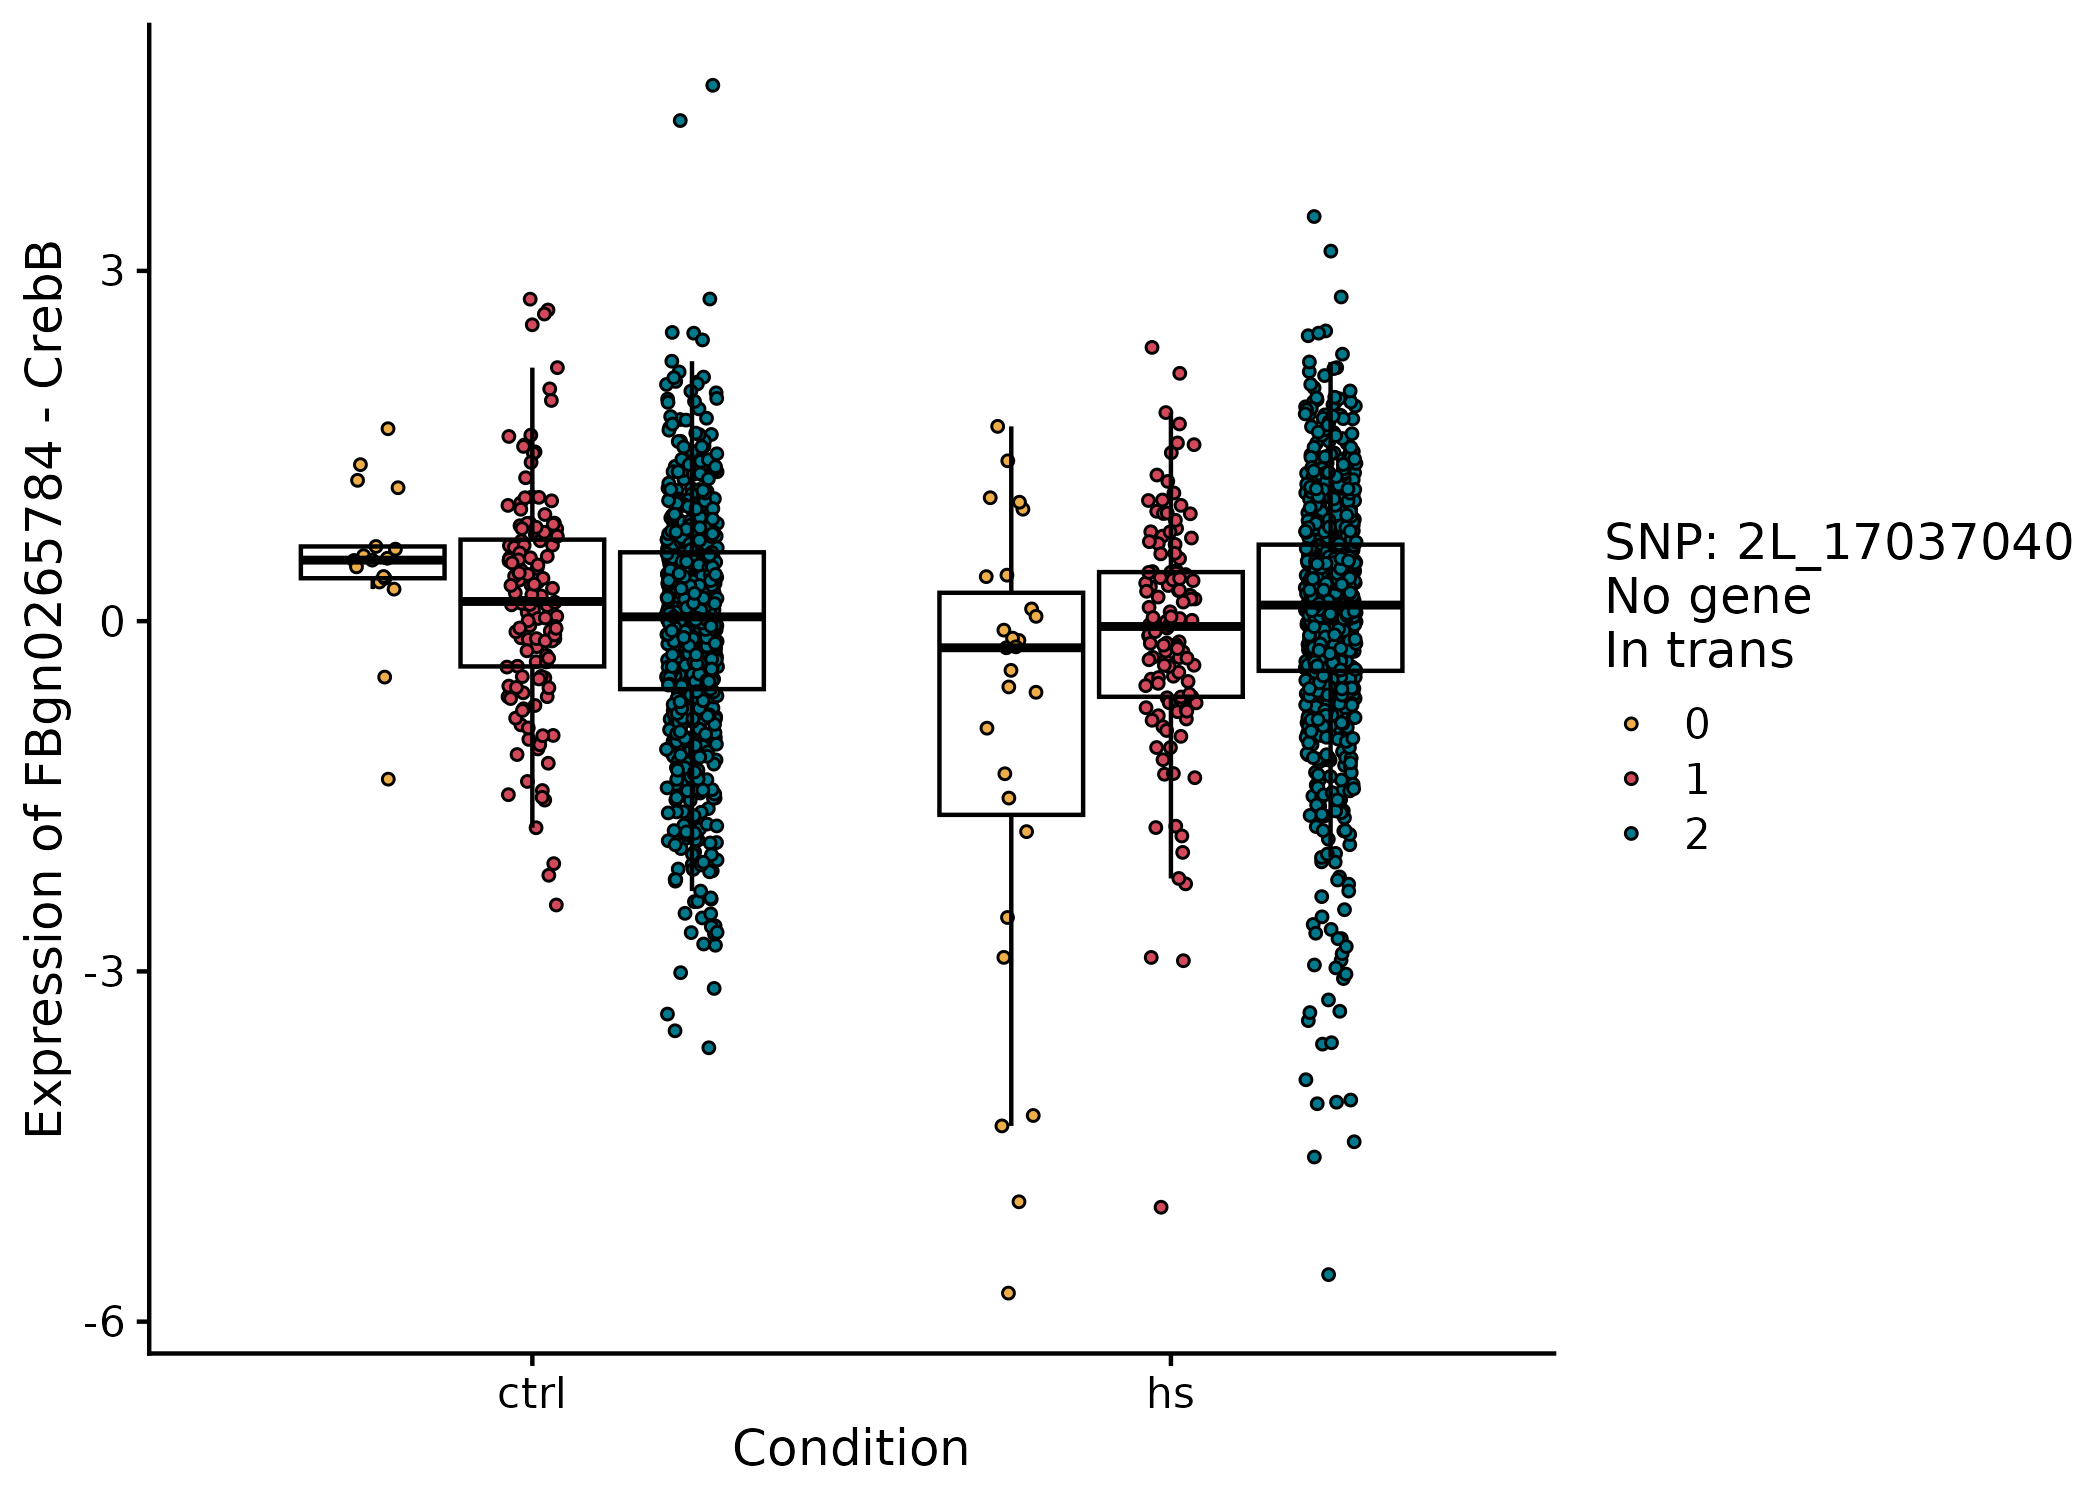 Expression of FBgn0265784 - CrebB
3
0
-3
-6
ctrl
hs
Condition
SNP: 2L_17037040
No gene
In trans
0
1
2